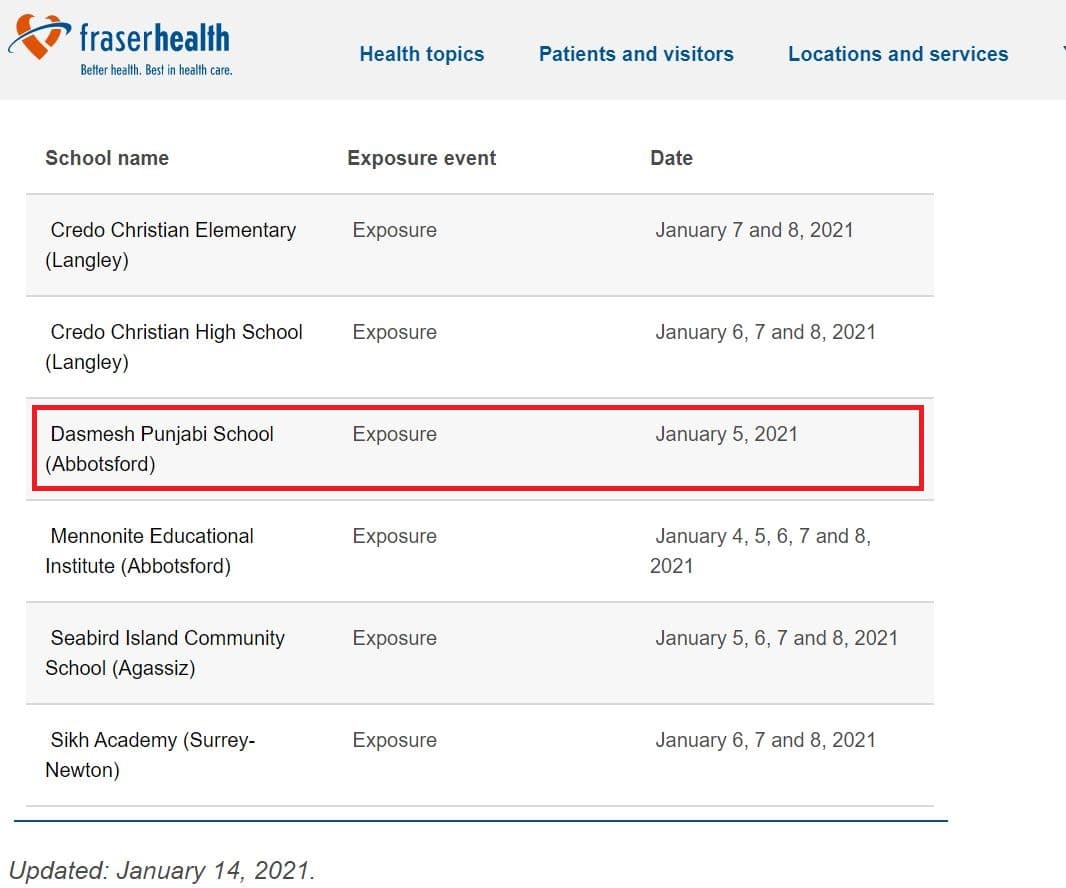 fraserhealth
Better health. Best in health care.
Health topics Patients and visitors Locations and services
School name Exposure event Date
Credo Christian Elementary Exposure January 7 and 8, 2021
(Langley)
Credo Christian High School Exposure January 6, 7 and 8, 2021
(Langley)
Dasmesh Punjabi School Exposure January 5, 2021
(Abbotsford)
Mennonite Educational Exposure January 4, 5, 6, 7 and 8,
Institute (Abbotsford) 2021
Seabird Island Community Exposure January 5, 6, 7 and 8, 2021
School (Agassiz)
Sikh Academy (Surrey- Exposure January 6, 7 and 8, 2021
Newton)
Updated: January 14, 2021.